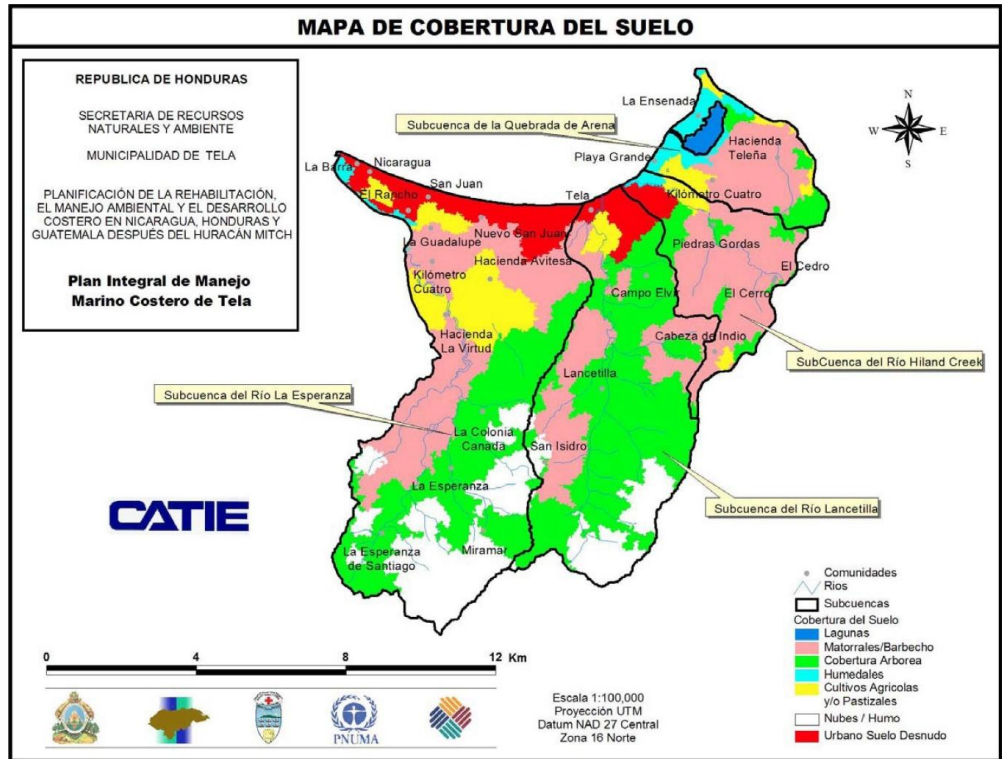 MAPA DE COBERTURA DEL SUELO
REPUBLICA DE HONDURAS
SECRETARIA DE RECURSOS
NATURALES Y AMBIENTE
MUNICIPALIDAD DE TELA
PLANIFICACIÓN DE LA REHABILITACIÓN,
EL MANEJO AMBIENTAL Y EL DESARROLLO
COSTERO EN NICARAGUA, HONDURAS Y
GUATEMALA DESPUÉS DEL HURACÁN MITCH
Plan Integral de Manejo
Marino Costero de Tela
N
W
E
S
La Ensenada
Subcuenca de la Quebrada de Arena
Hacienda
Teleña
Playa Grande
La Barra
Nicaragua
El Rancho
San Juan
Tela
Kilómetro Cuatro
La Guadalupe
Nuevo San Juan
Piedras Gordas
Hacienda Avitesa
El Cedro
Kilómetro
Cuatro
Campo Elvir
El Cerro
Hacienda
La Virtud
Cabeza de Indio
SubCuenca del Río Hiland Creek
Lancetilla
Subcuenca del Río La Esperanza
La Colonia
Canada
San Isidro
La Esperanza
Subcuenca del Río Lancetilla
CATIE
La Esperanza
de Santiago
Miramar
Comunidades
Rios
Subcuencas
Cobertura del Suelo
Lagunas
Matorrales/Barbecho
Cobertura Arborea
Humedales
Cultivos Agricolas
y/o Pastizales
Nubes / Humo
Urbano Suelo Desnudo
0 4 8 12 Km
Escala 1:100,000
Proyección UTM
Datum NAD 27 Central
Zona 16 Norte
PNUMA